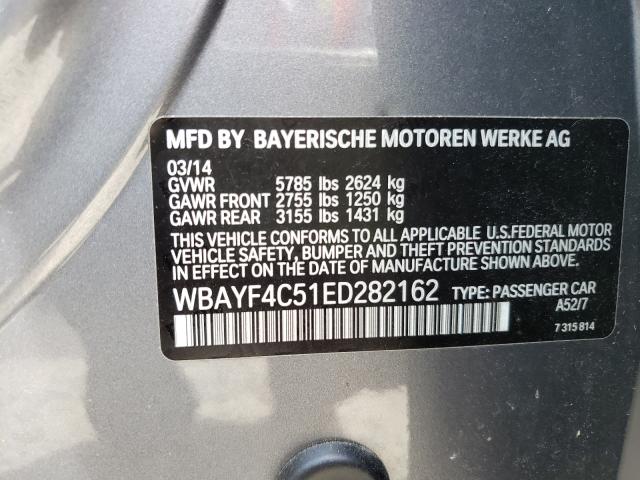 MFD BY BAYERISCHE MOTOREN WERKE AG
03/14
GVWR 5785 lbs 2624 kg
GAWR FRONT 2755 lbs 1250 kg
GAWR REAR 3155 lbs 1431 kg
THIS VEHICLE CONFORMS TO ALL APPLICABLE U.S.FEDERAL MOTOR
VEHICLE SAFETY, BUMPER AND THEFT PREVENTION STANDARDS
IN EFFECT ON THE DATE OF MANUFACTURE SHOWN ABOVE.
WBAYF4C51ED282162 TYPE: PASSENGER CAR
A52/7
7 315 814